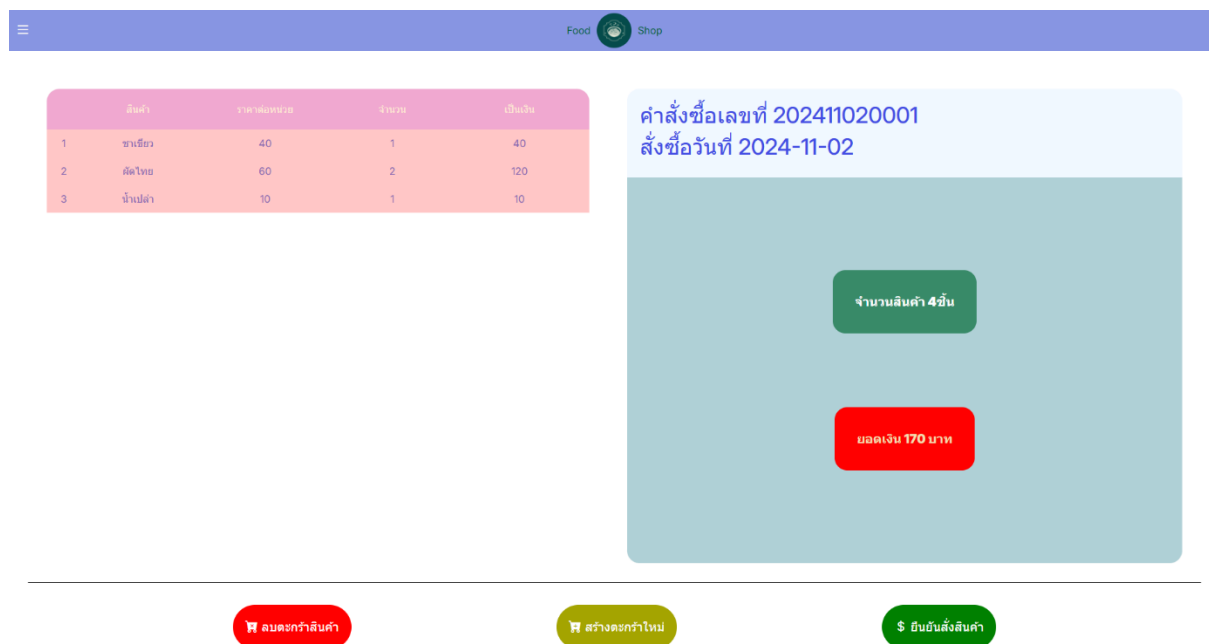 Food Shop
สินค้า ราคาต่อหน่วย จำนวน เป็นเงิน
1 ชาเขียว 40 1 40
2 ผัดไทย 60 2 120
3 น้ำเปล่า 10 1 10
คำสั่งซื้อเลขที่ 202411020001
สั่งซื้อวันที่ 2024-11-02
จำนวนสินค้า 4ชิ้น
ยอดเงิน 170 บาท
ลบตะกร้าสินค้า
สร้างตะกร้าใหม่
$ ยืนยันสั่งสินค้า